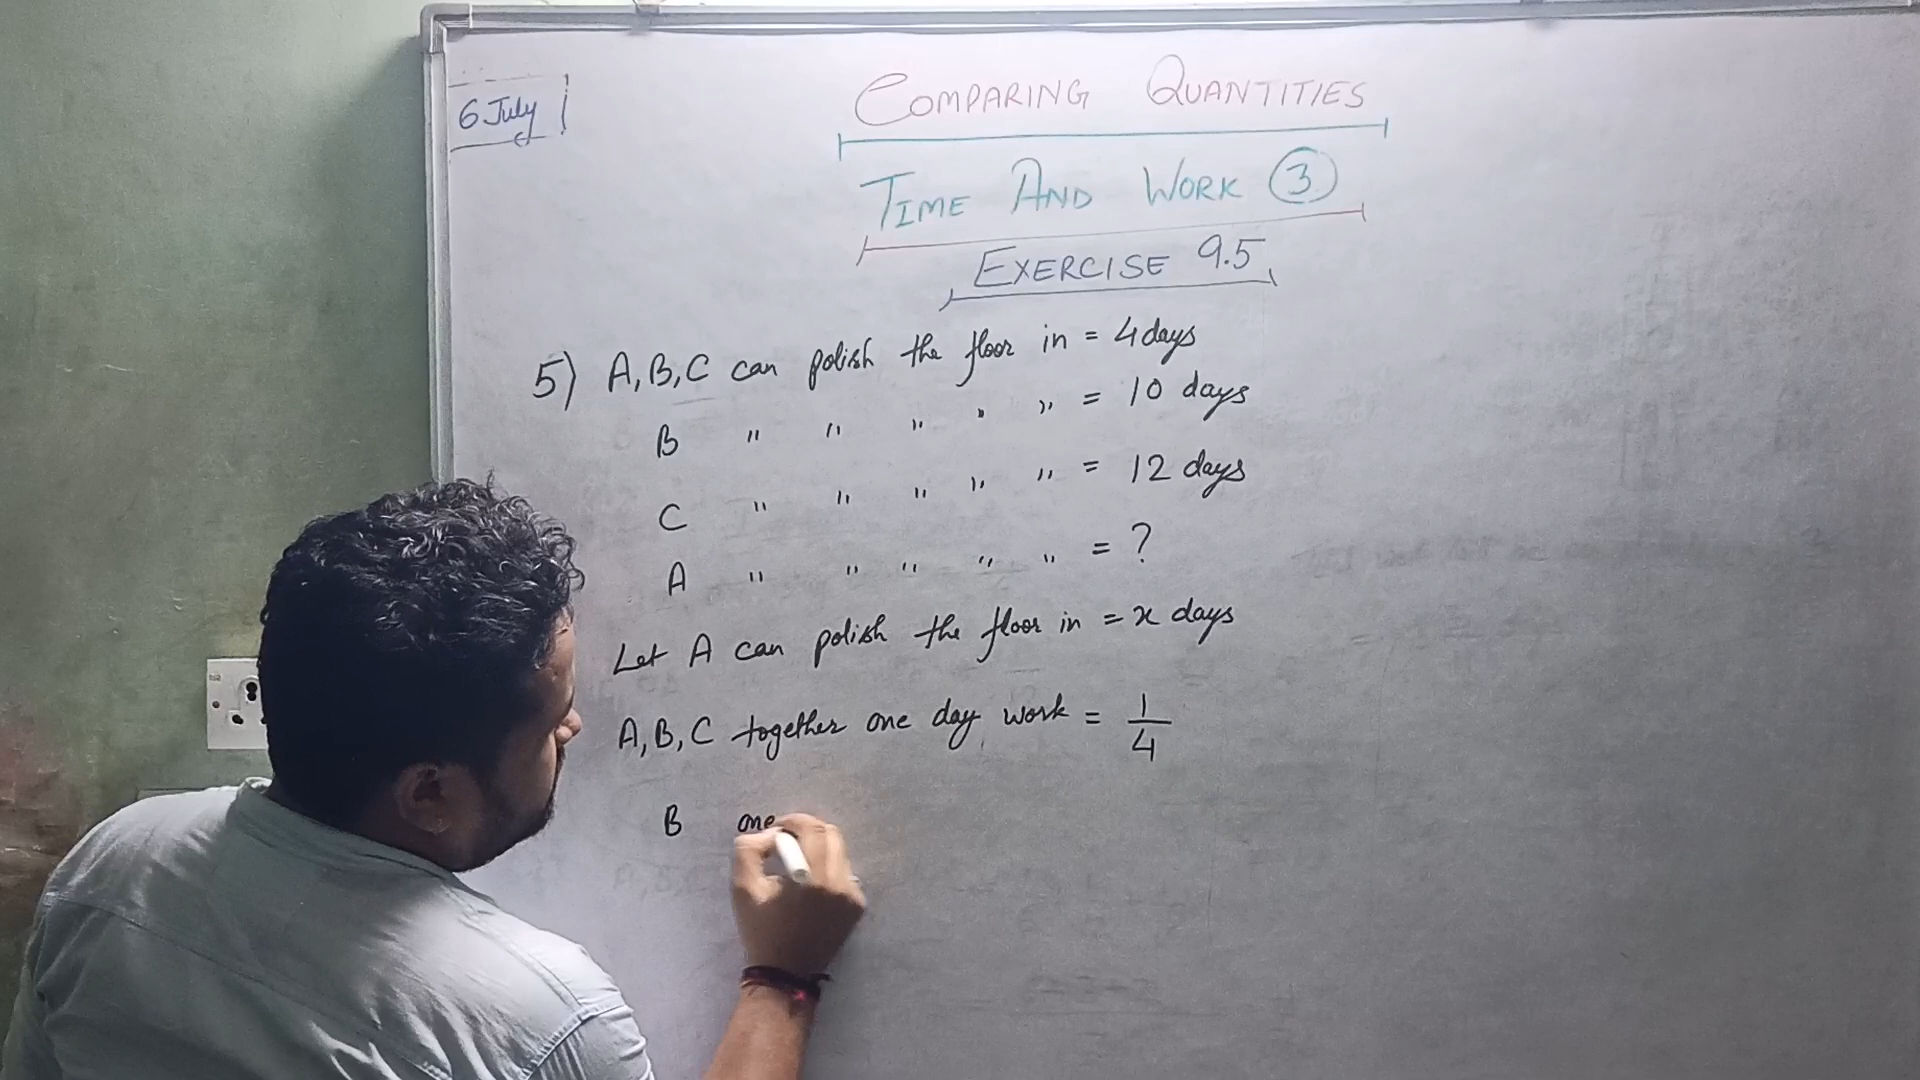 6 July
COMPARING QUANTITIES
TIME AND WORK 3
EXERCISE 9.5
5) A, B, C can polish the floor in = 4 days
B " " " " " = 10 days
C " " " " " = 12 days
A " " " " " = ?
Let A can polish the floor in = x days
A, B, C together one day work = 1/4
B one